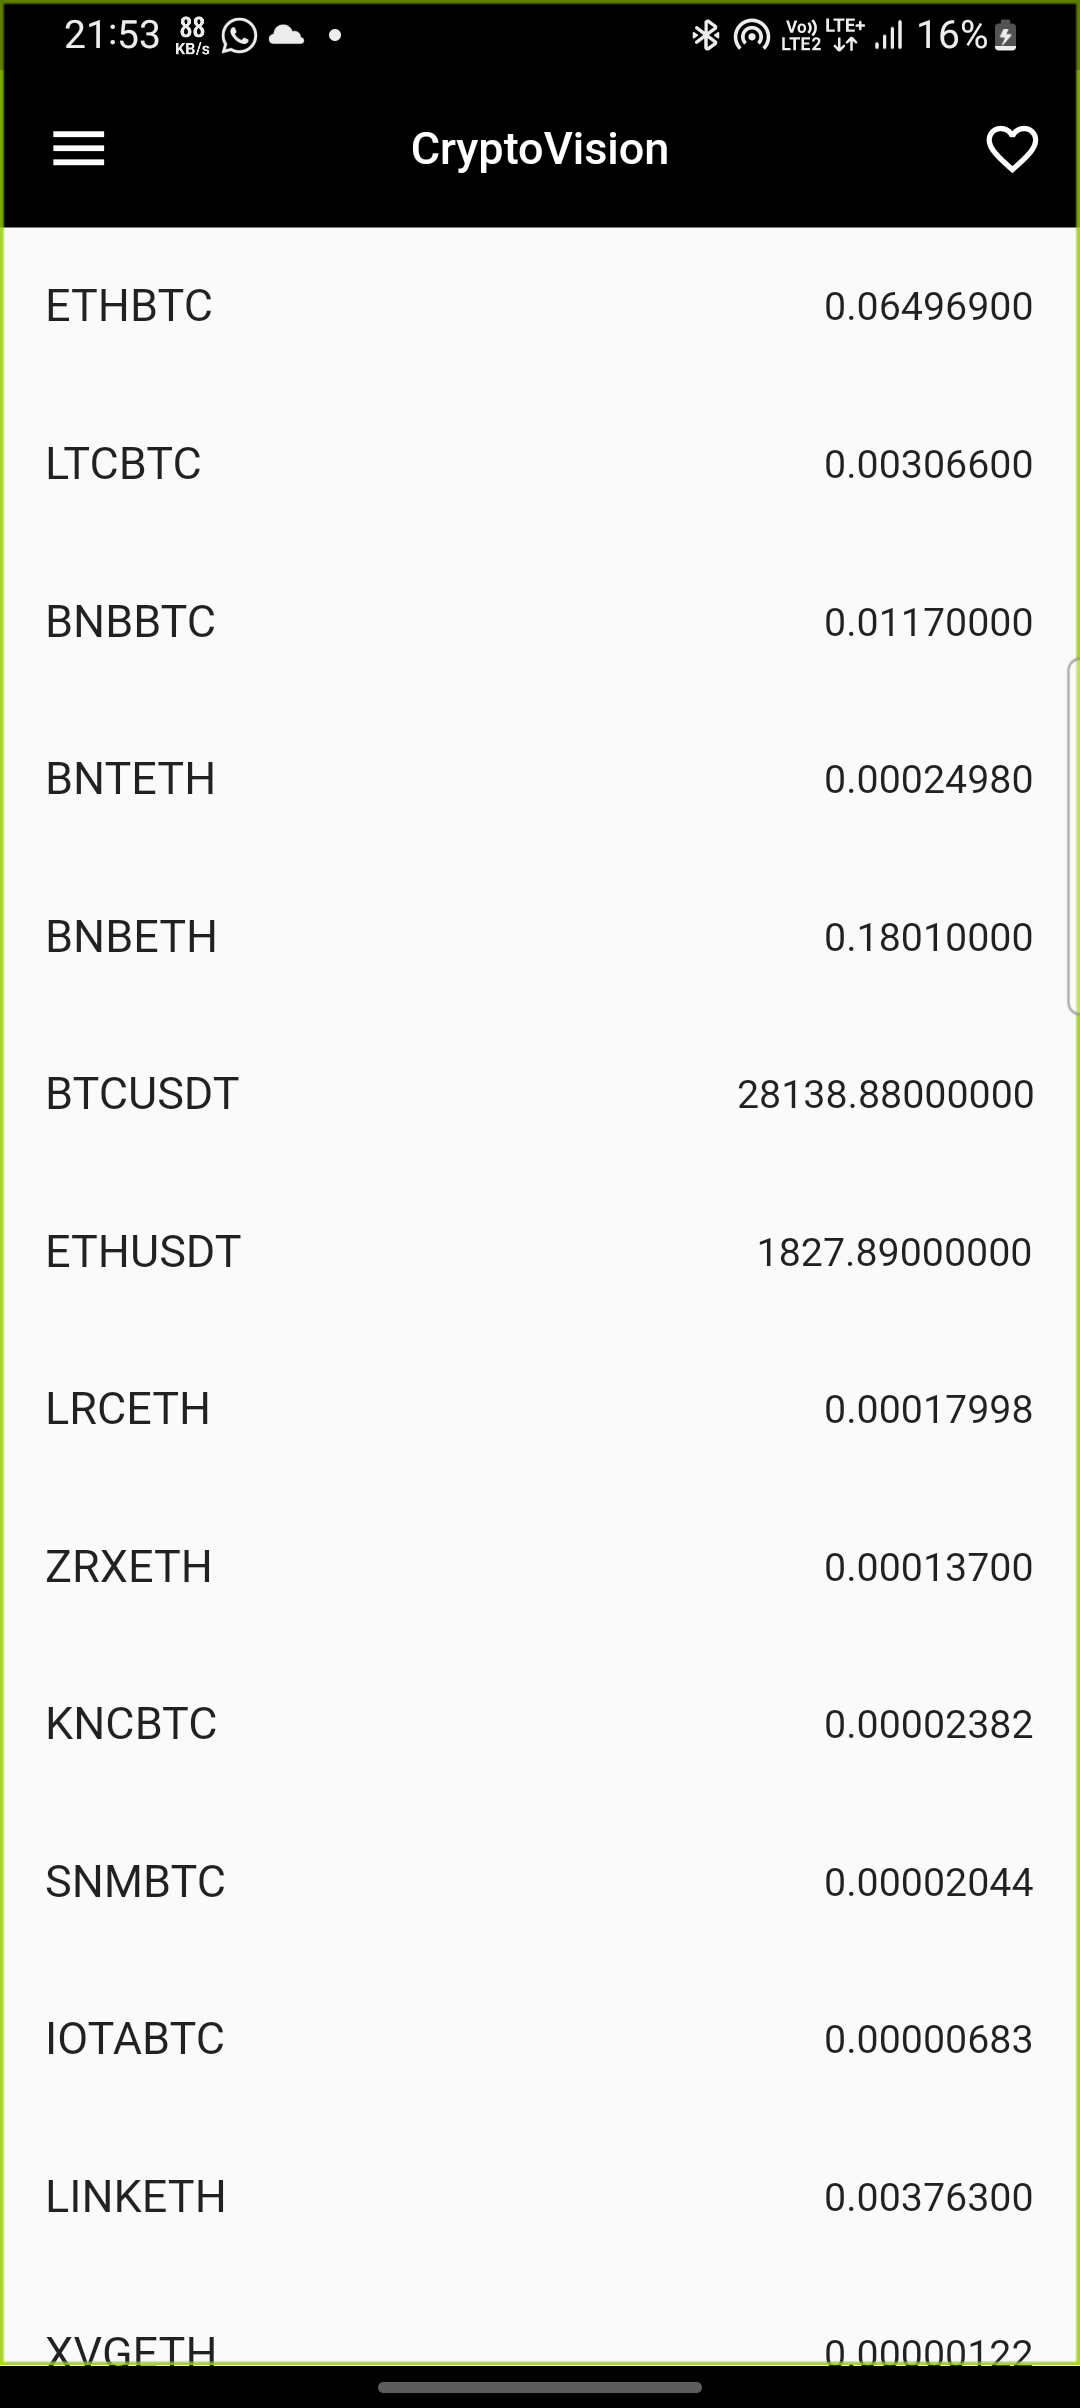 21:53 88 KB/s Vo)) LTE2 LTE+ 16%
CryptoVision
ETHBTC 0.06496900
LTCBTC 0.00306600
BNBBTC 0.01170000
BNTETH 0.00024980
BNBETH 0.18010000
BTCUSDT 28138.88000000
ETHUSDT 1827.89000000
LRCETH 0.00017998
ZRXETH 0.00013700
KNCBTC 0.00002382
SNMBTC 0.00002044
IOTABTC 0.00000683
LINKETH 0.00376300
XVGETH 0.00000122